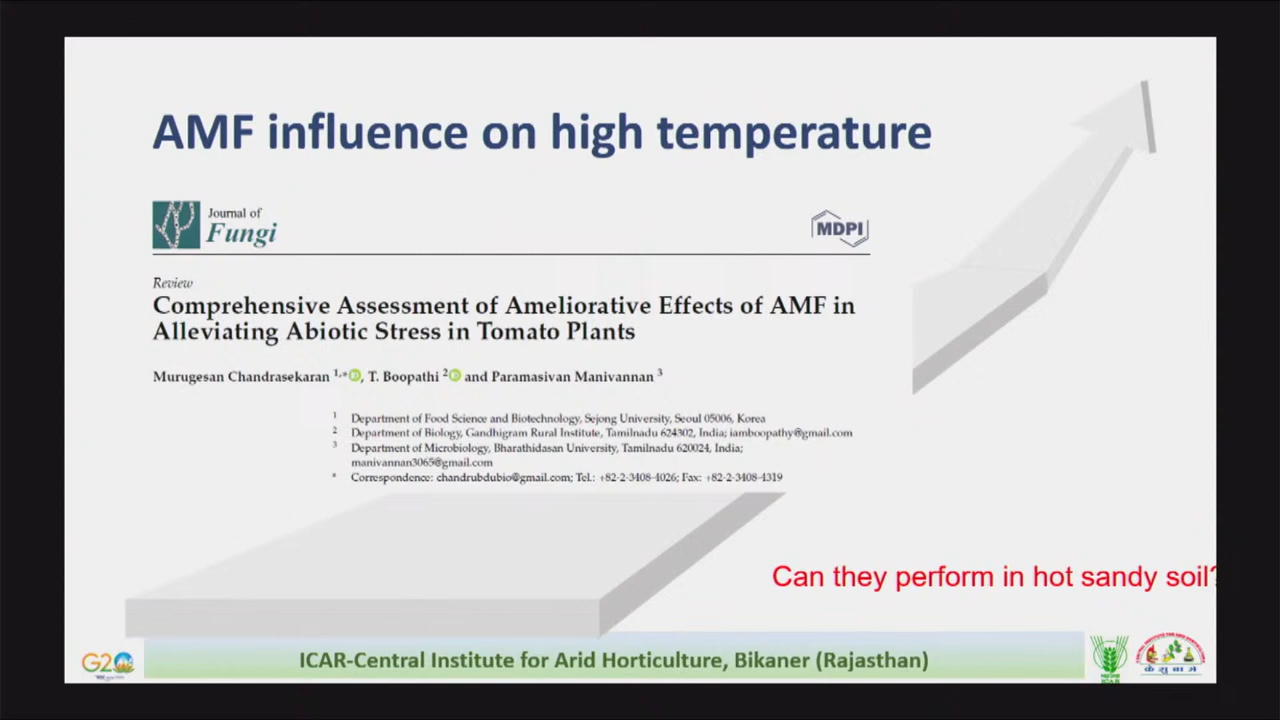 AMF influence on high temperature
Journal of
Fungi
MDPI
Review
Comprehensive Assessment of Ameliorative Effects of AMF in
Alleviating Abiotic Stress in Tomato Plants
Murugesan Chandrasekaran 1,*, T. Boopathi 2 and Paramasivan Manivannan 3
1 Department of Food Science and Biotechnology, Sejong University, Seoul 05006, Korea
2 Department of Biology, Gandhigram Rural Institute, Tamilnadu 624302, India; iamboopathy@gmail.com
3 Department of Microbiology, Bharathidasan University, Tamilnadu 620024, India;
manivannan3065@gmail.com
* Correspondence: chandrubdubio@gmail.com; Tel.: +82-2-3408-4026; Fax: +82-2-3408-4319
Can they perform in hot sandy soil?
G20
ICAR-Central Institute for Arid Horticulture, Bikaner (Rajasthan)
ICAR